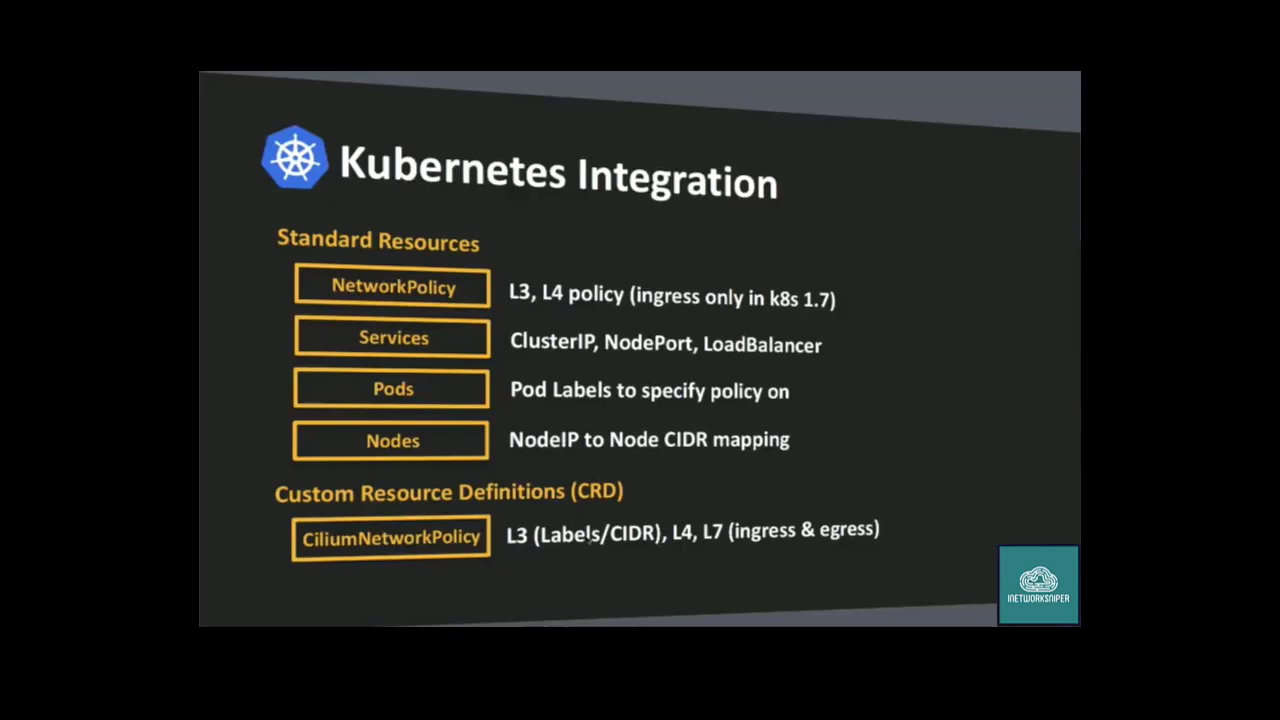 Kubernetes Integration
Standard Resources
NetworkPolicy L3, L4 policy (ingress only in k8s 1.7)
Services ClusterIP, NodePort, LoadBalancer
Pods Pod Labels to specify policy on
Nodes NodeIP to Node CIDR mapping
Custom Resource Definitions (CRD)
CiliumNetworkPolicy L3 (Labels/CIDR), L4, L7 (ingress & egress)
INETWORKSNIPER